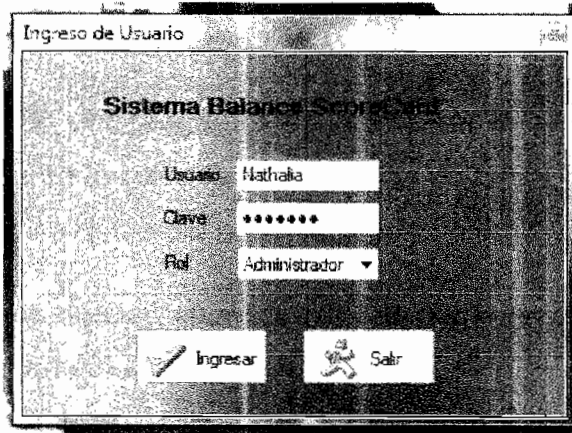 Ingreso de Usuario
Sistema Balance ScoreCard
Usuario Nathalia
Clave
Rol Administrador
Ingresar Salir